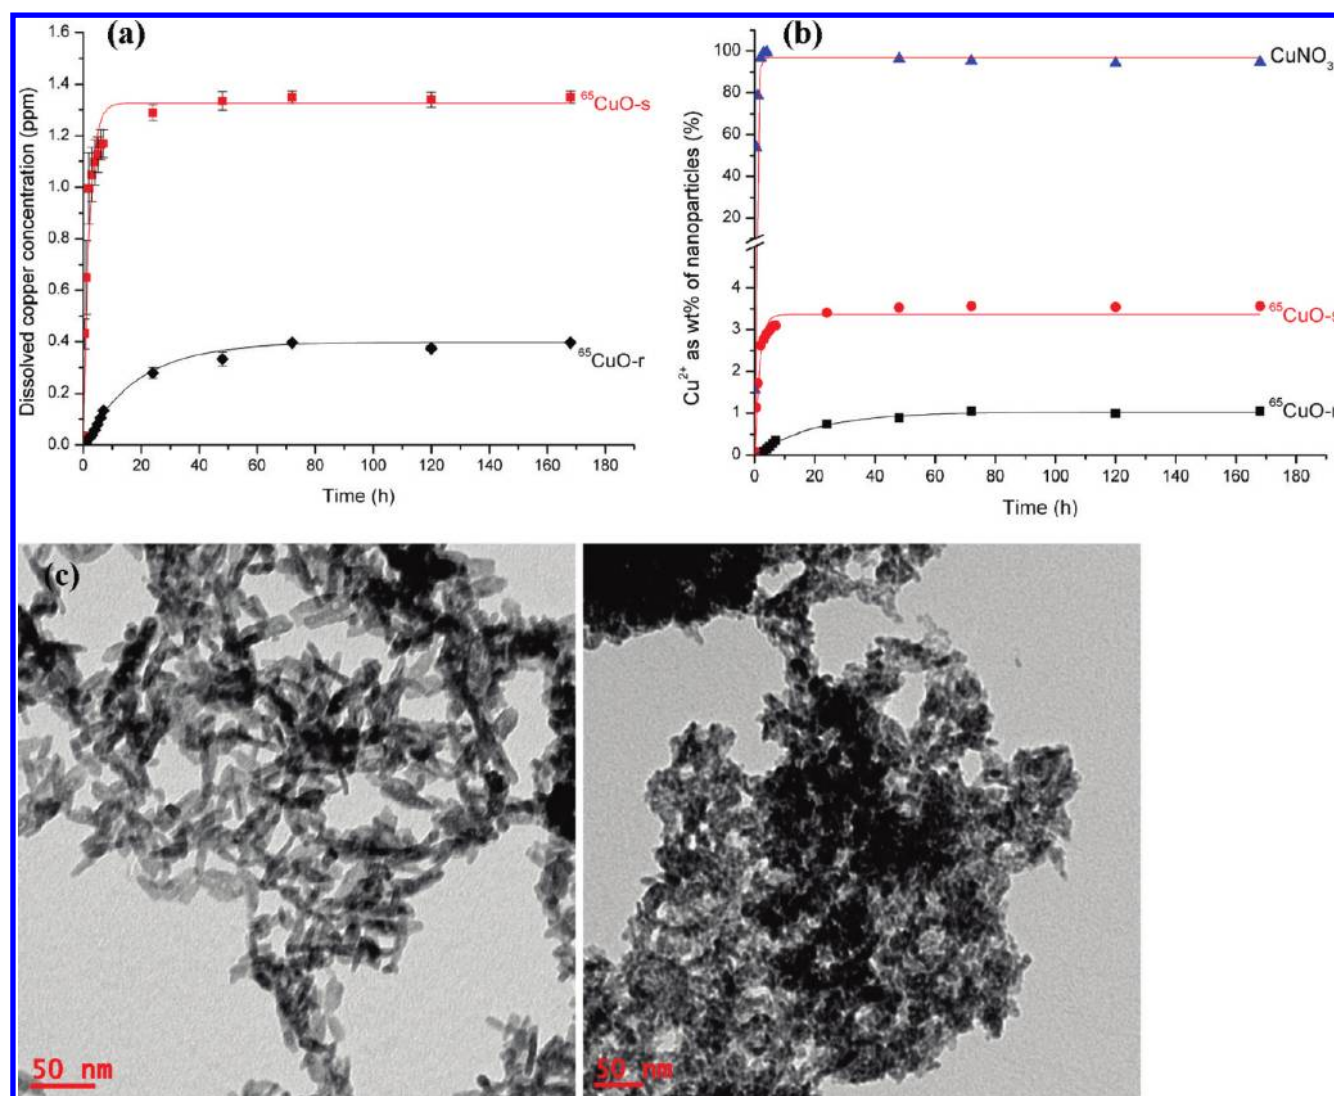 (a)
Dissolved copper concentration (ppm)
1.6
1.4
1.2
1.0
0.8
0.6
0.4
0.2
0.0
⁶⁵CuO-s
⁶⁵CuO-r
0 20 40 60 80 100 120 140 160 180
Time (h)
(b)
Cu²⁺ as wt% of nanoparticles (%)
100
80
60
40
20
4
3
2
1
0
CuNO₃
⁶⁵CuO-s
⁶⁵CuO-r
0 20 40 60 80 100 120 140 160 180
Time (h)
(c)
50 nm
50 nm